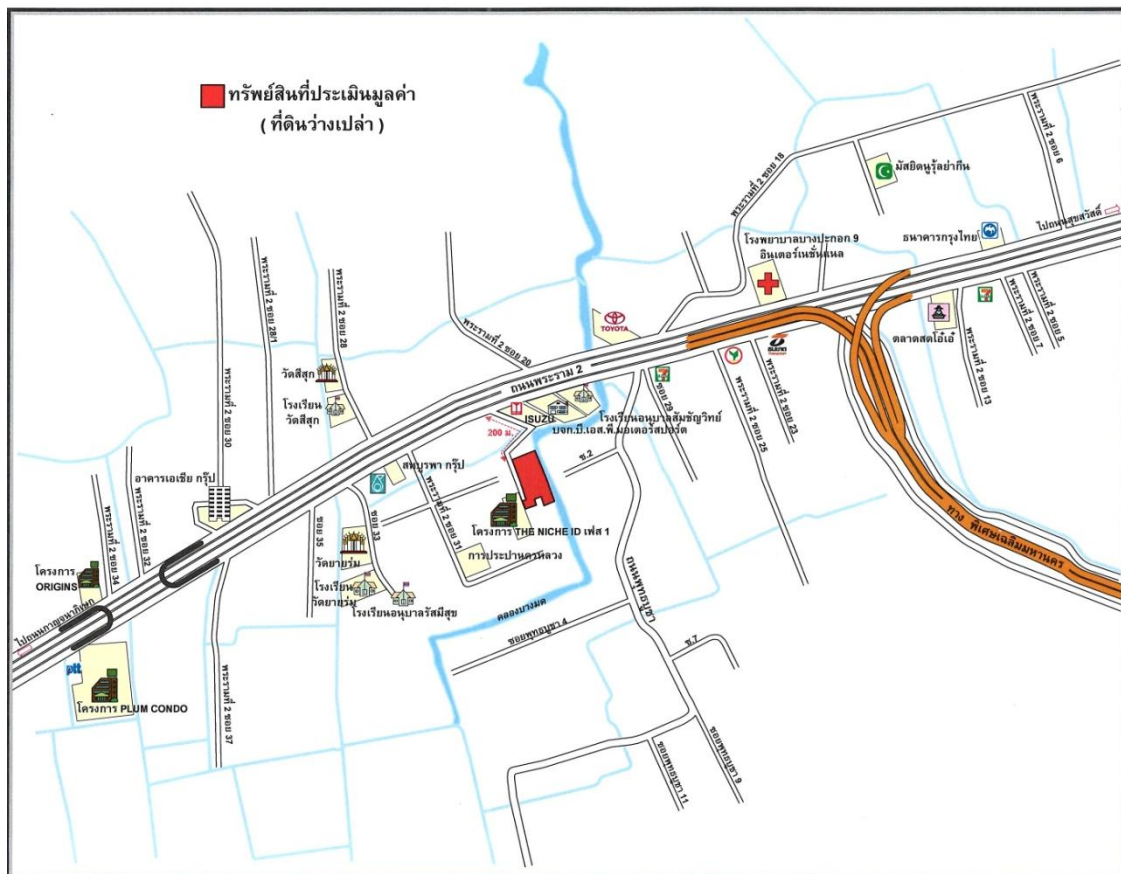 ทรัพย์สินที่ประเมินมูลค่า
( ที่ดินว่างเปล่า )
พระรามที่ 2 ซอย 6
พระรามที่ 2 ซอย 18
มัสยิดนูรุ้ลย่ากีน
ไปถนนสุขสวัสดิ์
ธนาคารกรุงไทย
โรงพยาบาลบางปะกอก 9
อินเตอร์เนชั่นแนล
พระรามที่ 2 ซอย 28/1
พระรามที่ 2 ซอย 28
พระรามที่ 2 ซอย 20
TOYOTA
พระรามที่ 2 ซอย 5
พระรามที่ 2 ซอย 7
ตลาดสดโอ๋เอ๋
พระรามที่ 2 ซอย 13
ธนชาต
Thanachart
วัดสีสุก
โรงเรียน
วัดสีสุก
ถนนพระราม 2
พระรามที่ 2 ซอย 30
ISUZU
โรงเรียนอนุบาลสัมชัญวิทย์
บจก.บี.เอส.พี.มอเตอร์สปอร์ต
ซอย 29
พระรามที่ 2 ซอย 23
พระรามที่ 2 ซอย 25
200 ม.
ซ.2
สหบูรพา กรุ๊ป
อาคารเอเชีย กรุ๊ป
พระรามที่ 2 ซอย 32
พระรามที่ 2 ซอย 34
ซอย 35
ซอย 33
พระรามที่ 2 ซอย 31
โครงการ THE NICHE ID เฟส 1
การประปานครหลวง
วัดยายร่ม
โรงเรียน
วัดยายร่ม
โรงเรียนอนุบาลรัสมีสุข
ทาง พิเศษเฉลิมมหานคร
โครงการ
ORIGINS
ไปถนนกาญจนาภิเษก
คลองบางมด
ถนนพุทธบูชา
ซอยพุทธบูชา 4
ซ.7
ptt
โครงการ PLUM CONDO
พระรามที่ 2 ซอย 37
ซอยพุทธบูชา 9
ซอยพุทธบูชา 11